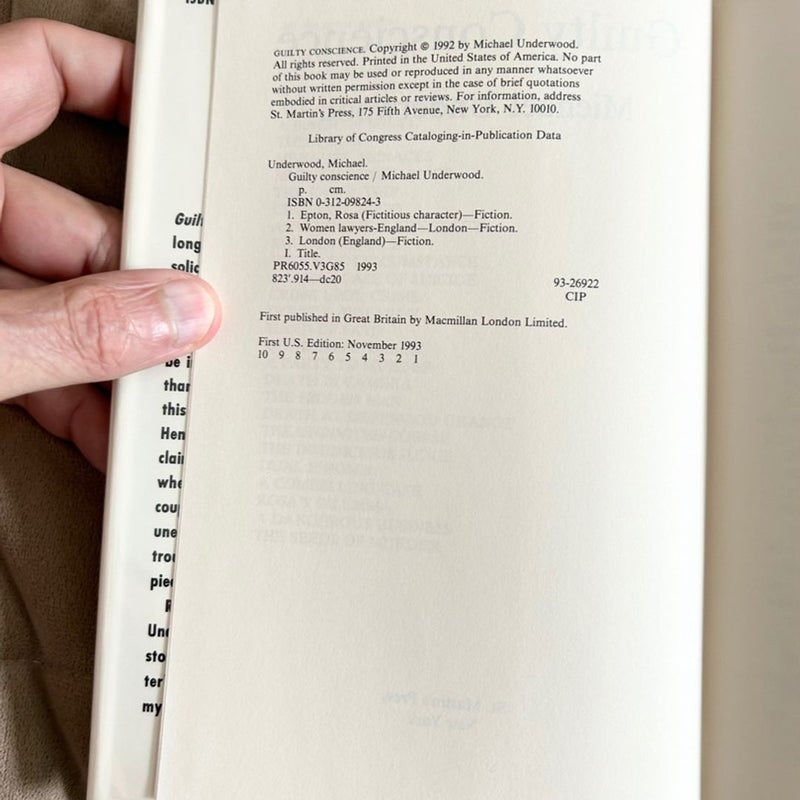 ISBN
GUILTY CONSCIENCE. Copyright © 1992 by Michael Underwood.
All rights reserved. Printed in the United States of America. No part
of this book may be used or reproduced in any manner whatsoever
without written permission except in the case of brief quotations
embodied in critical articles or reviews. For information, address
St. Martin's Press, 175 Fifth Avenue, New York, N.Y. 10010.
Library of Congress Cataloging-in-Publication Data
Underwood, Michael.
Guilty conscience / Michael Underwood.
p. cm.
ISBN 0-312-09824-3
1. Epton, Rosa (Fictitious character)—Fiction.
2. Women lawyers-England—London—Fiction.
3. London (England)—Fiction.
I. Title.
PR6055.V3G85 1993
823'.914—dc20
93-26922
CIP
First published in Great Britain by Macmillan London Limited.
First U.S. Edition: November 1993
10 9 8 7 6 5 4 3 2 1
Guil
long
solic
be i
than
this
Hen
clai
whe
cou
une
trou
pie
Un
sto
ter
my